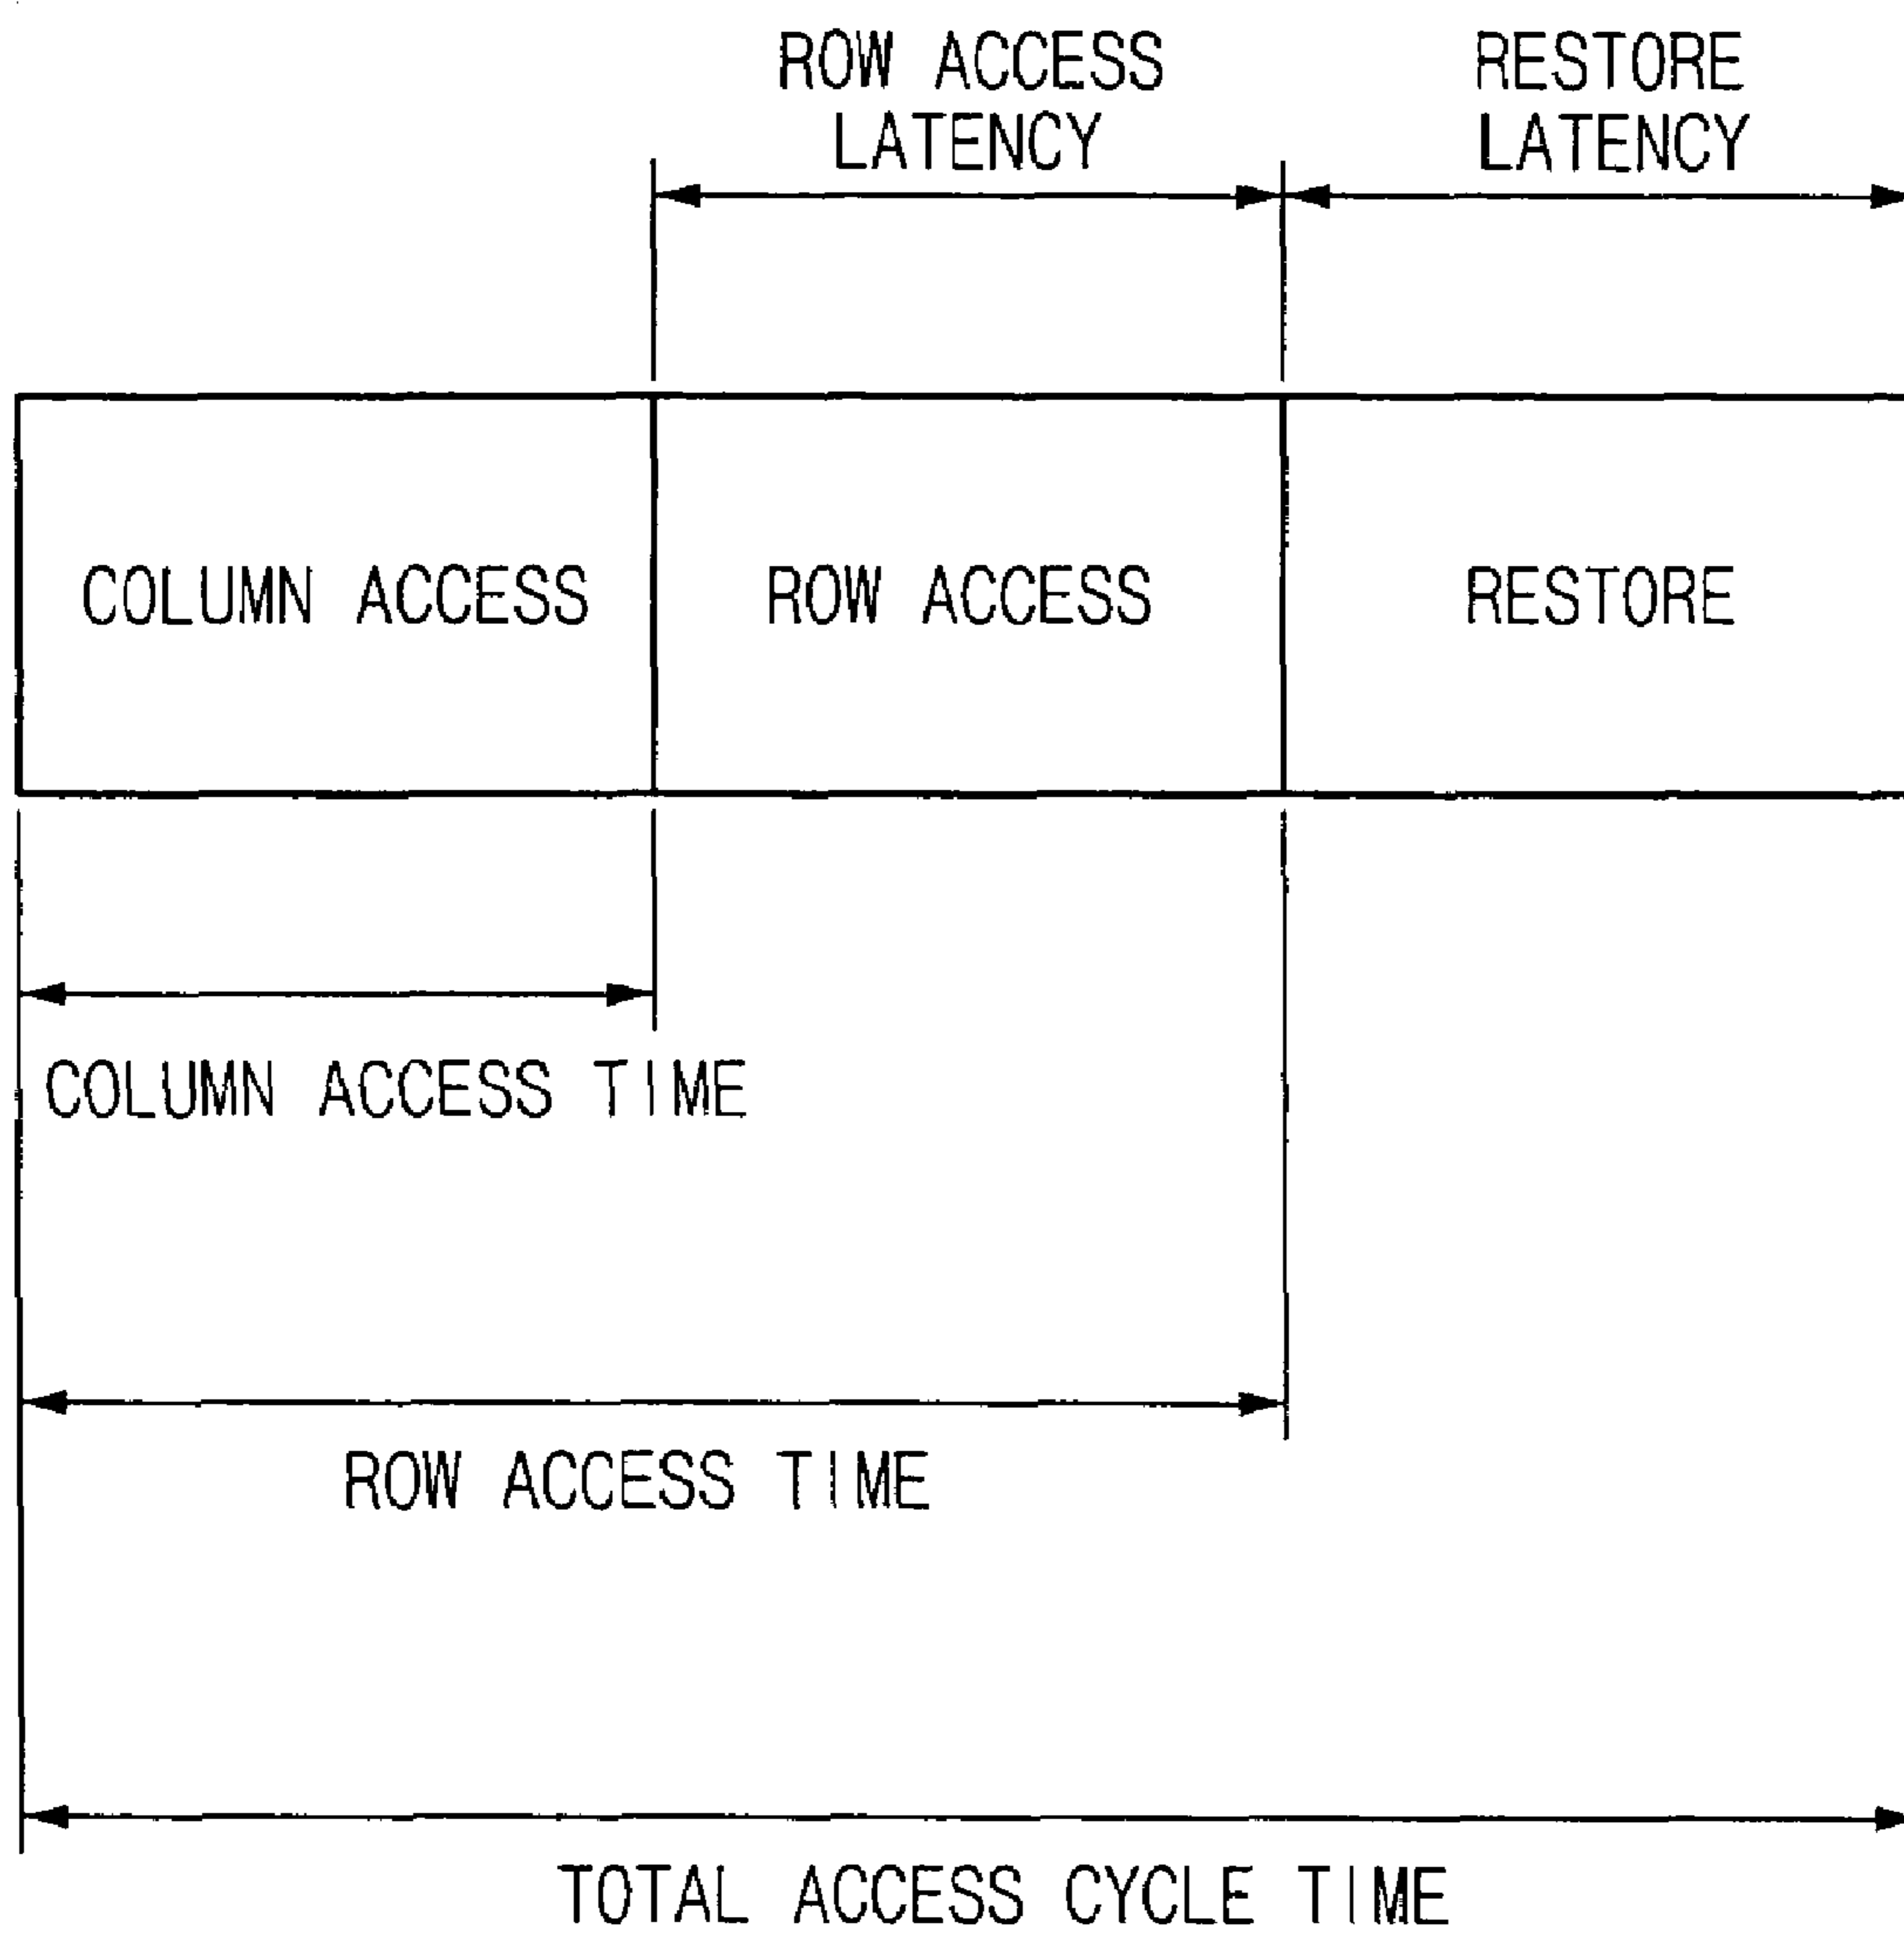 ROW ACCESS
LATENCY
RESTORE
LATENCY
COLUMN ACCESS
ROW ACCESS
RESTORE
COLUMN ACCESS TIME
ROW ACCESS TIME
TOTAL ACCESS CYCLE TIME